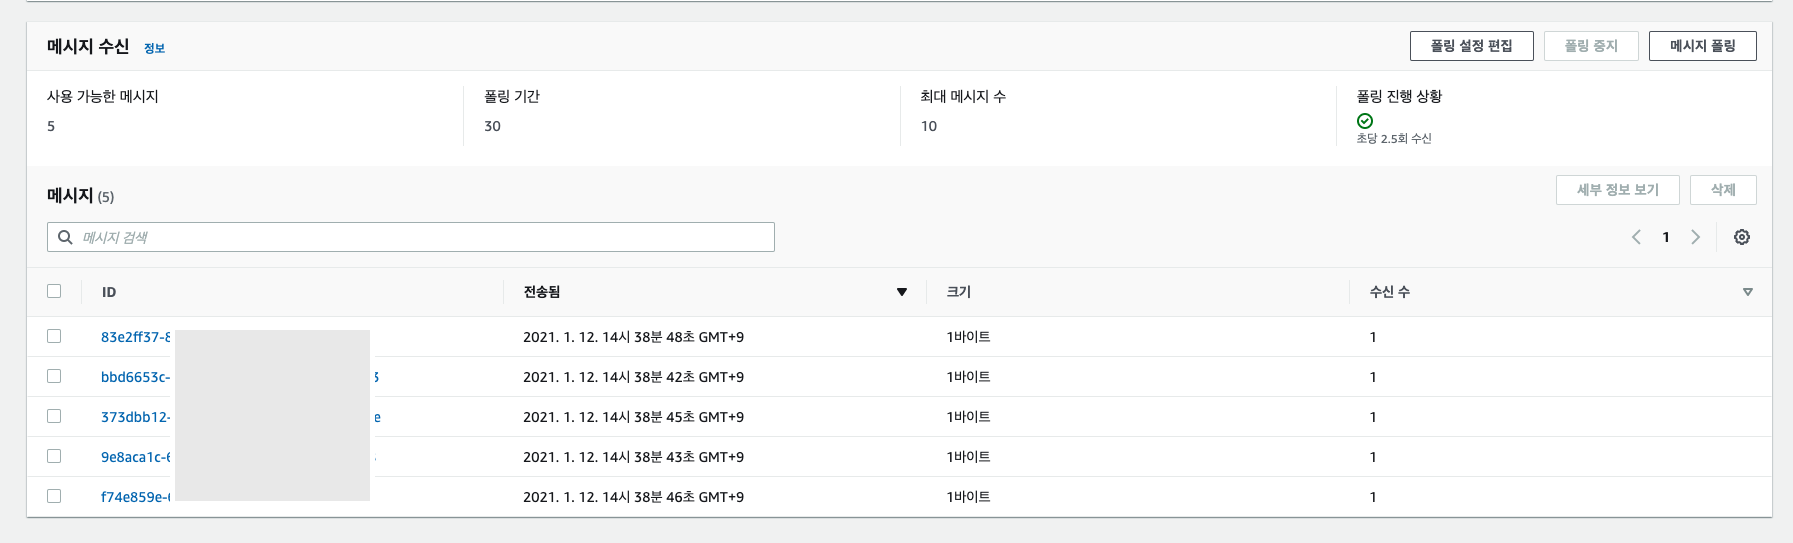 메시지 수신 정보 폴링 설정 편집 폴링 중지 메시지 폴링
사용 가능한 메시지 폴링 기간 최대 메시지 수 폴링 진행 상황
5 30 10
초당 2.5회 수신
메시지 (5) 세부 정보 보기 삭제
메시지 검색 1
ID 전송됨 크기 수신 수
83e2ff37-8 2021. 1. 12. 14시 38분 48초 GMT+9 1바이트 1
bbd6653c- 3 2021. 1. 12. 14시 38분 42초 GMT+9 1바이트 1
373dbb12- e 2021. 1. 12. 14시 38분 45초 GMT+9 1바이트 1
9e8aca1c-6 2021. 1. 12. 14시 38분 43초 GMT+9 1바이트 1
f74e859e- 2021. 1. 12. 14시 38분 46초 GMT+9 1바이트 1